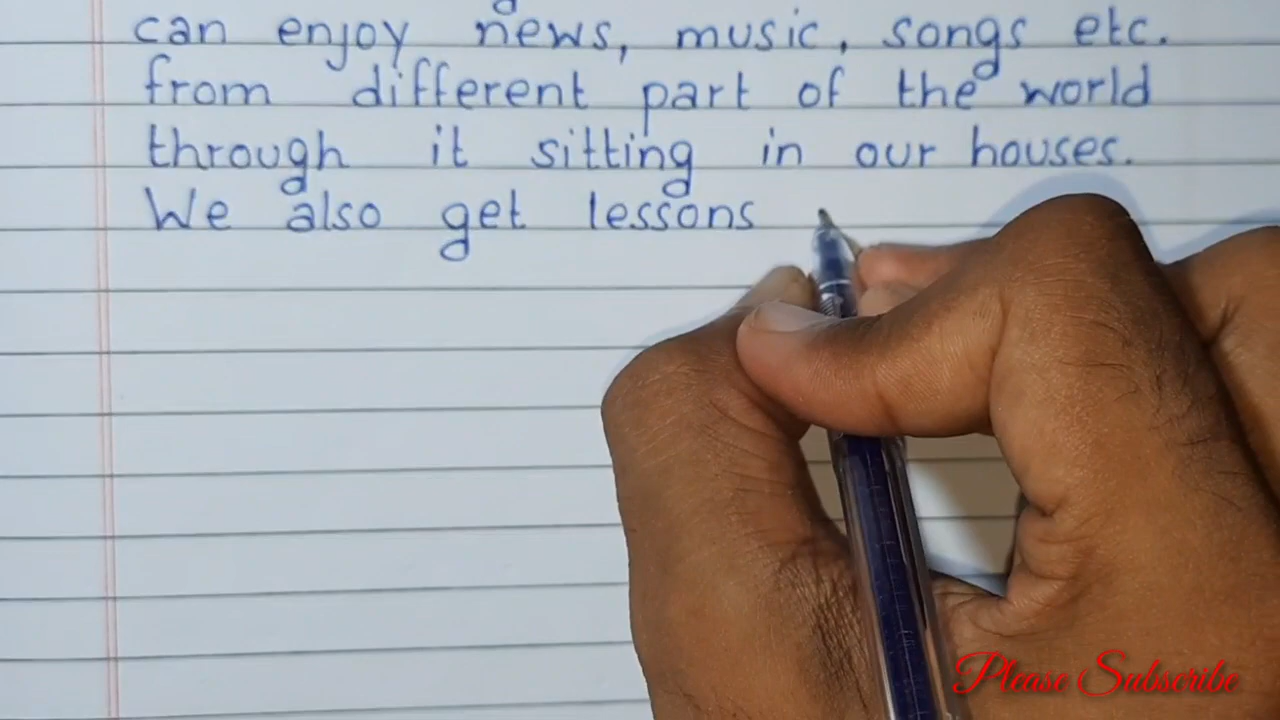 can enjoy news, music, songs etc.
from different part of the world
through it sitting in our houses.
We also get lessons
Please Subscribe